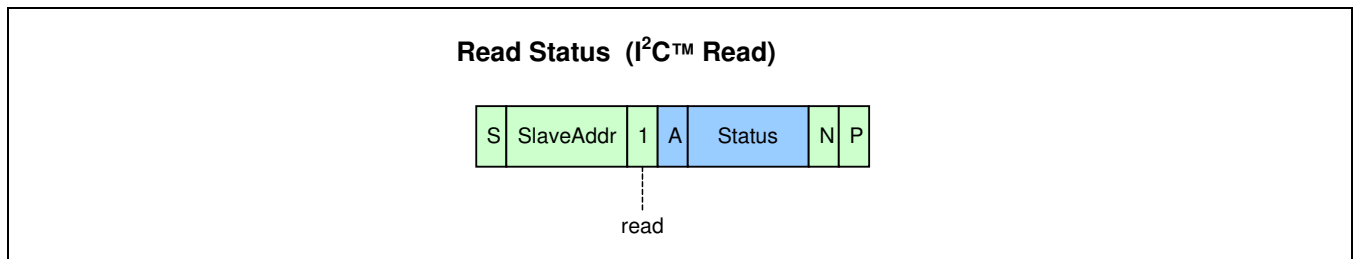 Read Status (I²C™ Read)
S SlaveAddr 1 A Status N P
read